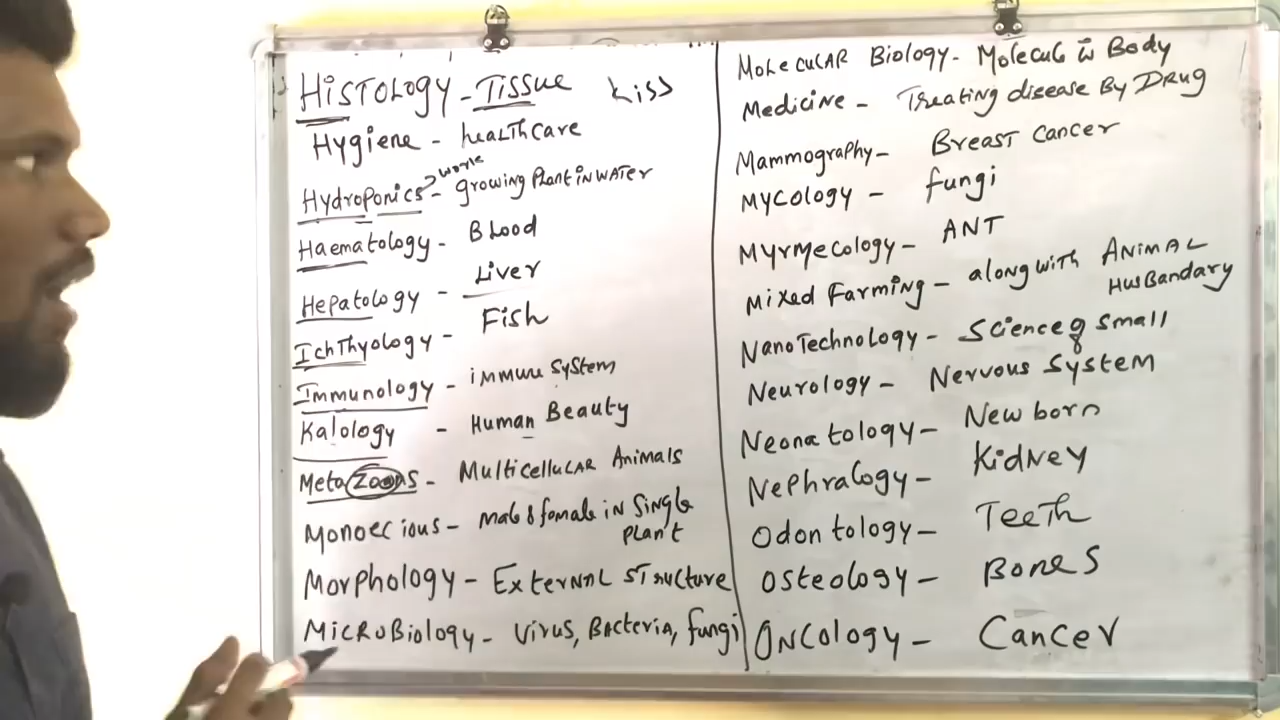 HISTOLOGY - TISSUE kiss
Hygiene - healTHcare
Hydroponics - growing Plant IN WATER
work
Haematology - Blood
Hepatology - Liver
IchThyology - Fish
Immunology - immune System
Kalology - Human Beauty
MetaZoons - MulticellulAR Animals
Monoecious - Male & female iN Single
Plant
Morphology - ExternaL STructure
MicroBiology - Virus, BacTeria, fungi
MoleculAR Biology - Molecule in Body
Medicine - Treating disease By DRug
Mammography - BreasT Cancer
Mycology - fungi
MYrmecology - ANT
Mixed Farming - along with ANIMAL
HusBandary
NanoTechnology - Science of Small
Neurology - Nervous System
Neonatology - New born
Nephralogy - Kidney
Odontology - TeeTh
Osteology - Bones
ONcology - Cancer